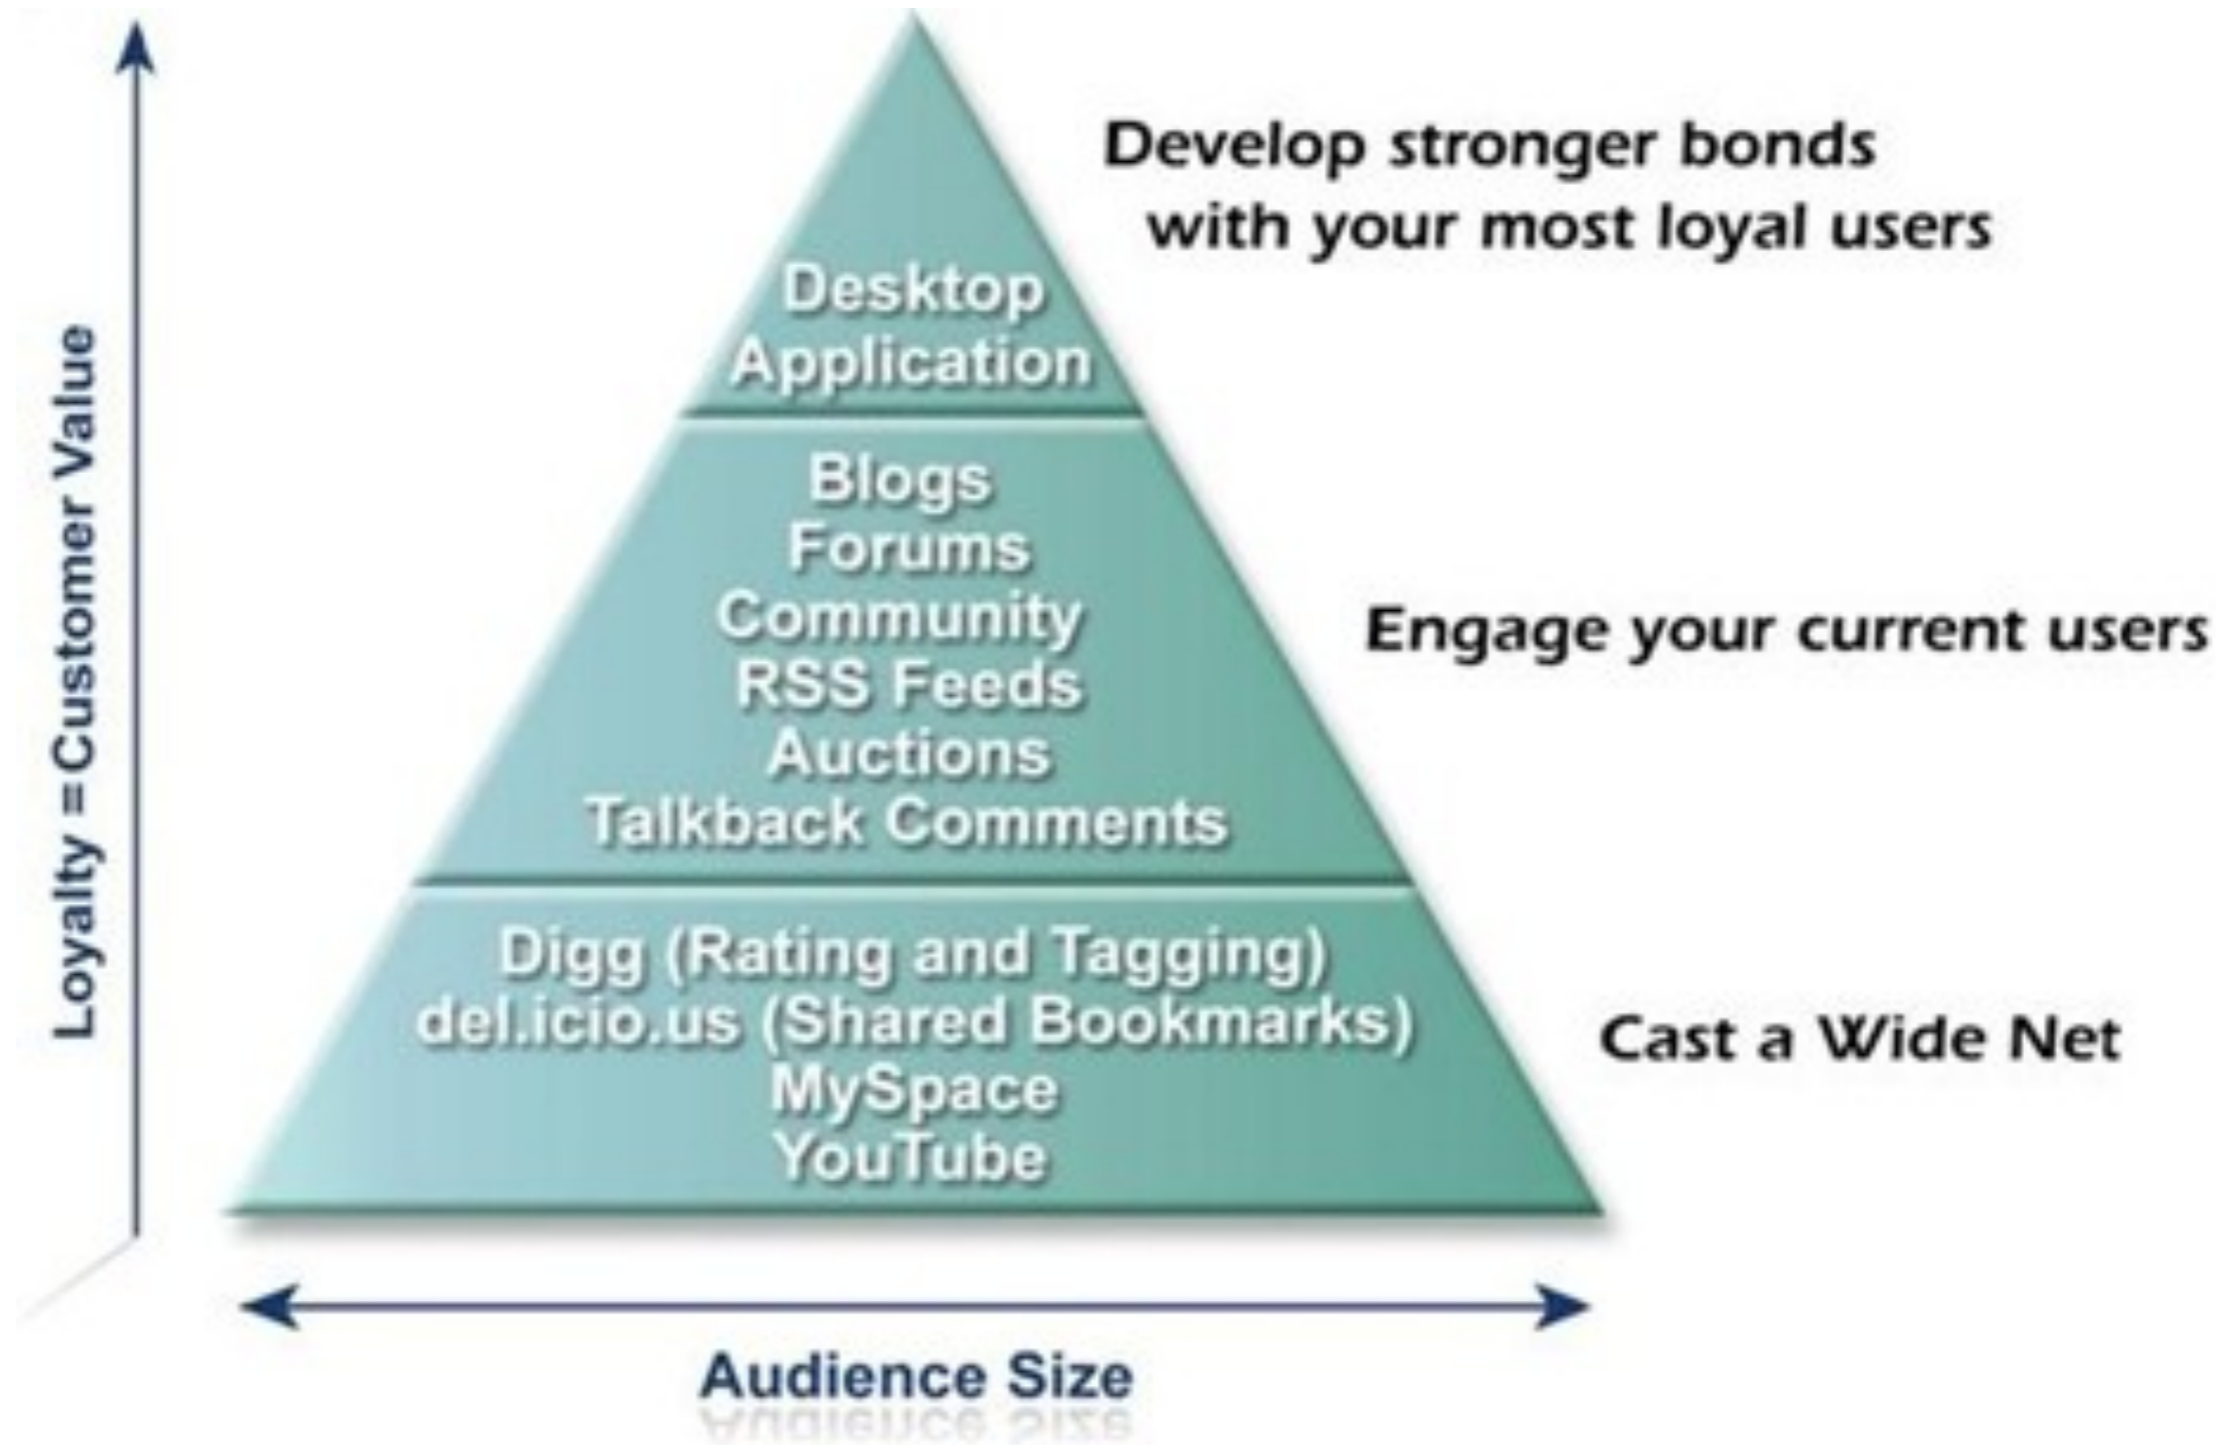 Develop stronger bonds
with your most loyal users
Desktop
Application
Blogs
Forums
Community
RSS Feeds
Auctions
Talkback Comments
Engage your current users
Digg (Rating and Tagging)
del.icio.us (Shared Bookmarks)
MySpace
YouTube
Cast a Wide Net
Loyalty = Customer Value
Audience Size